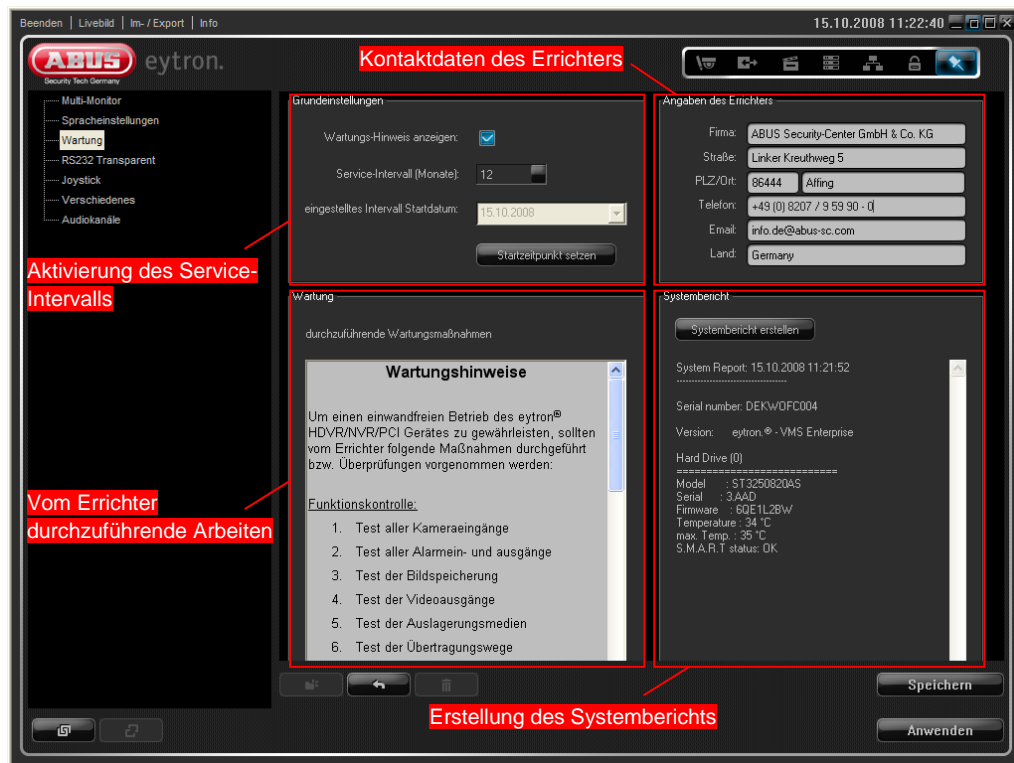 Beenden | Livebild | Im- / Export | Info
15.10.2008 11:22:40
ABUS
Security Tech Germany
eytron.
Kontaktdaten des Errichters
Multi-Monitor
Spracheinstellungen
Wartung
RS232 Transparent
Joystick
Verschiedenes
Audiokanäle
Aktivierung des Service-
Intervalls
Vom Errichter
durchzuführende Arbeiten
Grundeinstellungen
Wartungs-Hinweis anzeigen:
Service-Intervall (Monate): 12
eingestelltes Intervall Startdatum: 15.10.2008
Startzeitpunkt setzen
Angaben des Errichters
Firma: ABUS Security-Center GmbH & Co. KG
Straße: Linker Kreuthweg 5
PLZ/Ort: 86444 Affing
Telefon: +49 (0) 8207 / 9 59 90 - 0
Email: info.de@abus-sc.com
Land: Germany
Wartung
durchzuführende Wartungsmaßnahmen
Wartungshinweise
Um einen einwandfreien Betrieb des eytron®
HDVR/NVR/PCI Gerätes zu gewährleisten, sollten
vom Errichter folgende Maßnahmen durchgeführt
bzw. Überprüfungen vorgenommen werden:
Funktionskontrolle:
1. Test aller Kameraeingänge
2. Test aller Alarmein- und ausgänge
3. Test der Bildspeicherung
4. Test der Videoausgänge
5. Test der Auslagerungsmedien
6. Test der Übertragungswege
Systembericht
Systembericht erstellen
System Report: 15.10.2008 11:21:52
-------------------------------------
Serial number: DEKWOFC004
Version: eytron.® - VMS Enterprise
Hard Drive (0)
===========================
Model : ST3250820AS
Serial : 3.AAD
Firmware : 6QE1L2BW
Temperature : 34 °C
max. Temp. : 35 °C
S.M.A.R.T status: OK
Erstellung des Systemberichts
Speichern
Anwenden